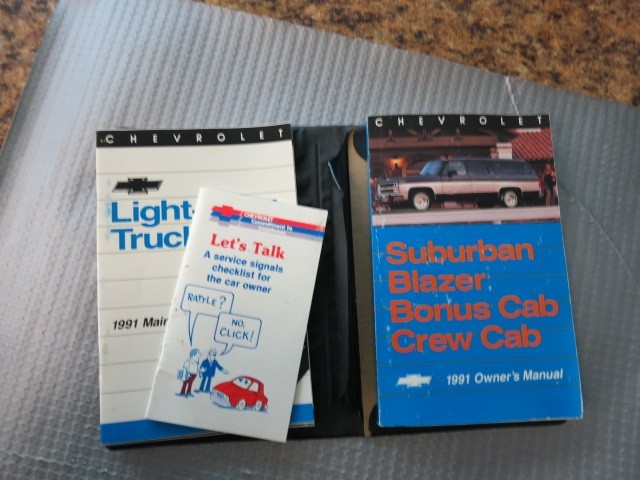 CHEVROLET
Light-
Truck
1991 Main
CHEVROLET
Let's Talk
A service signals
checklist for
the car owner
RATTLE?
NO,
CLICK!
CHEVROLET
Suburban
Blazer
Bonus Cab
Crew Cab
1991 Owner's Manual